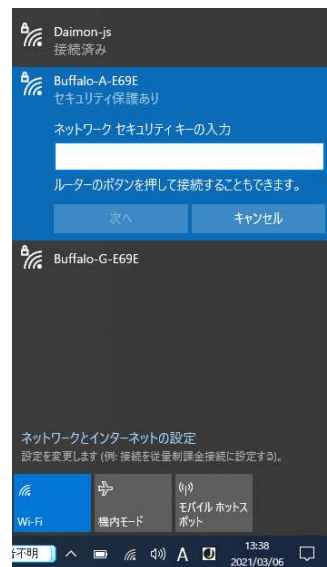 Daimon-js
接続済み
Buffalo-A-E69E
セキュリティ保護あり
ネットワーク セキュリティ キーの入力
ルーターのボタンを押して接続することもできます。
次へ
キャンセル
Buffalo-G-E69E
ネットワークとインターネットの設定
設定を変更します (例: 接続を従量制課金接続に設定する)。
Wi-Fi
機内モード
モバイル ホットス
ポット
不明
A
13:38
2021/03/06